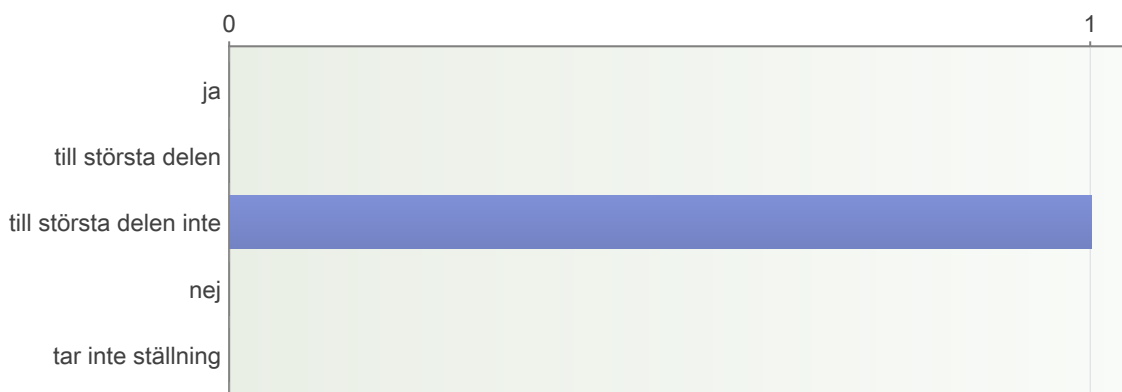 0 1
ja
till största delen
till största delen inte
nej
tar inte ställning